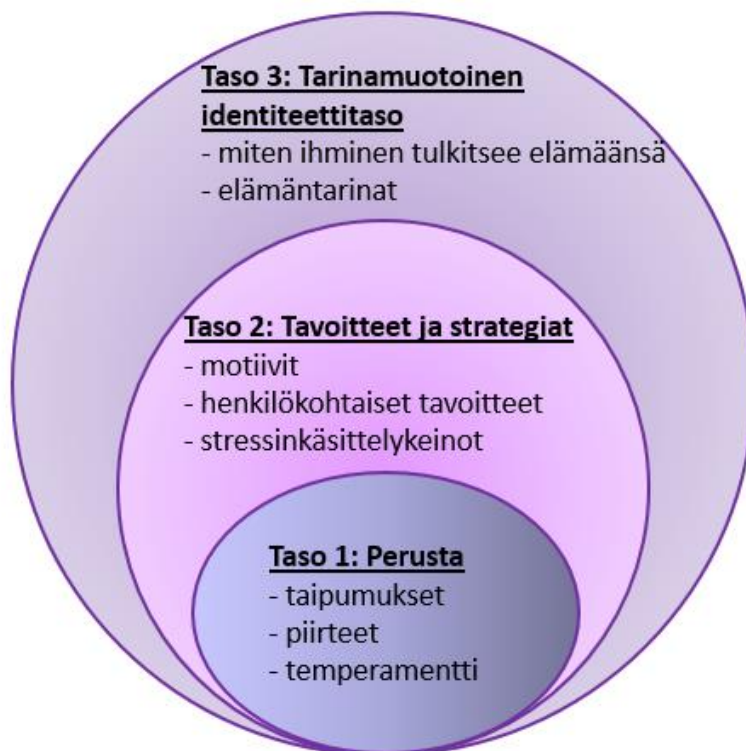 Taso 3: Tarinamuotoinen
identiteettitaso
- miten ihminen tulkitsee elämäänsä
- elämäntarinat
Taso 2: Tavoitteet ja strategiat
- motiivit
- henkilökohtaiset tavoitteet
- stressinkäsittelykeinot
Taso 1: Perusta
- taipumukset
- piirteet
- temperamentti